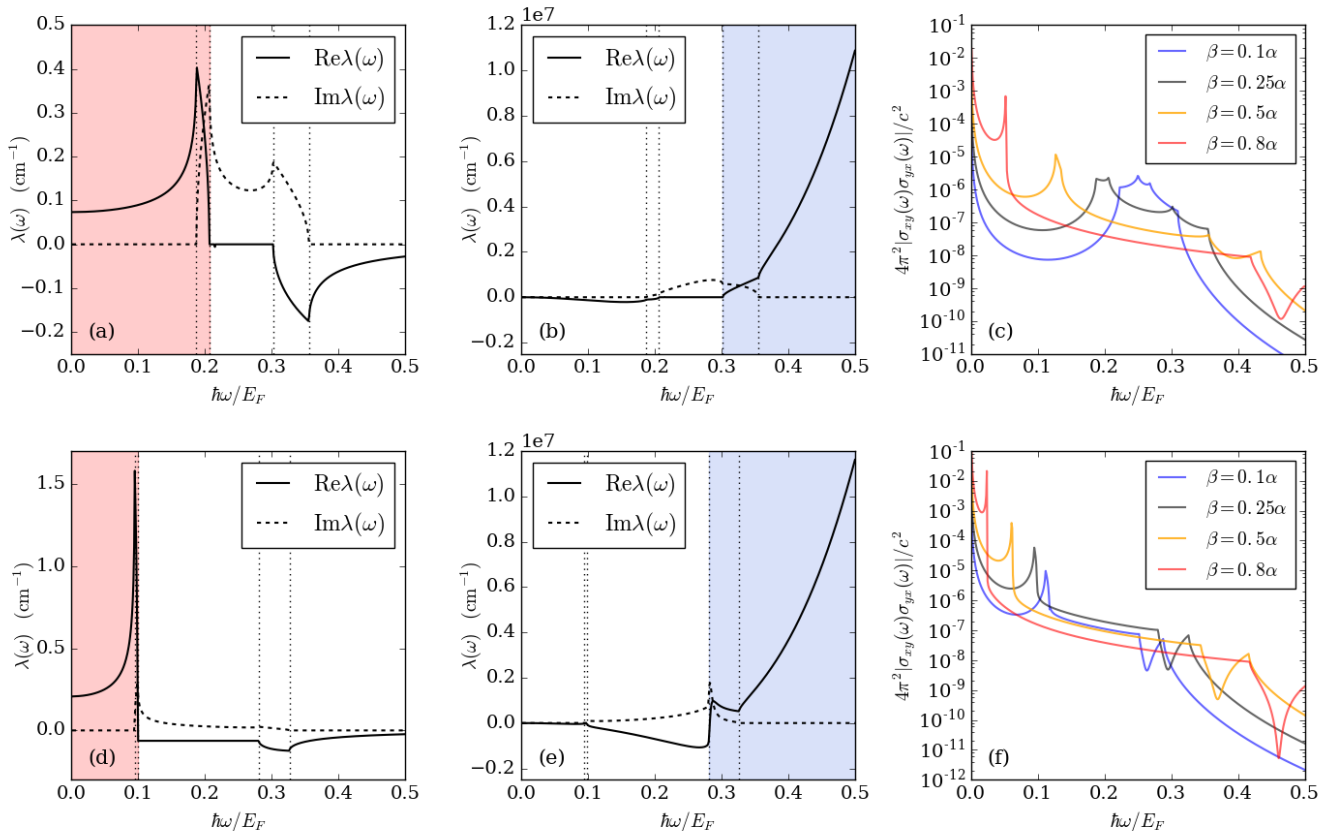 0.5
0.4
0.3
0.2
0.1
0.0
−0.1
−0.2
λ(ω) (cm⁻¹)
Reλ(ω)
Imλ(ω)
(a)
0.0 0.1 0.2 0.3 0.4 0.5
ħω/E_F
1e7
1.2
1.0
0.8
0.6
0.4
0.2
0.0
−0.2
λ(ω) (cm⁻¹)
Reλ(ω)
Imλ(ω)
(b)
0.0 0.1 0.2 0.3 0.4 0.5
ħω/E_F
10⁻¹
10⁻²
10⁻³
10⁻⁴
10⁻⁵
10⁻⁶
10⁻⁷
10⁻⁸
10⁻⁹
10⁻¹⁰
10⁻¹¹
4π²|σ_xy(ω)σ_yx(ω)|/c²
β=0.1α
β=0.25α
β=0.5α
β=0.8α
(c)
0.0 0.1 0.2 0.3 0.4 0.5
ħω/E_F
1.5
1.0
0.5
0.0
λ(ω) (cm⁻¹)
Reλ(ω)
Imλ(ω)
(d)
0.0 0.1 0.2 0.3 0.4 0.5
ħω/E_F
1e7
1.2
1.0
0.8
0.6
0.4
0.2
0.0
−0.2
λ(ω) (cm⁻¹)
Reλ(ω)
Imλ(ω)
(e)
0.0 0.1 0.2 0.3 0.4 0.5
ħω/E_F
10⁻¹
10⁻²
10⁻³
10⁻⁴
10⁻⁵
10⁻⁶
10⁻⁷
10⁻⁸
10⁻⁹
10⁻¹⁰
10⁻¹¹
10⁻¹²
4π²|σ_xy(ω)σ_yx(ω)|/c²
β=0.1α
β=0.25α
β=0.5α
β=0.8α
(f)
0.0 0.1 0.2 0.3 0.4 0.5
ħω/E_F